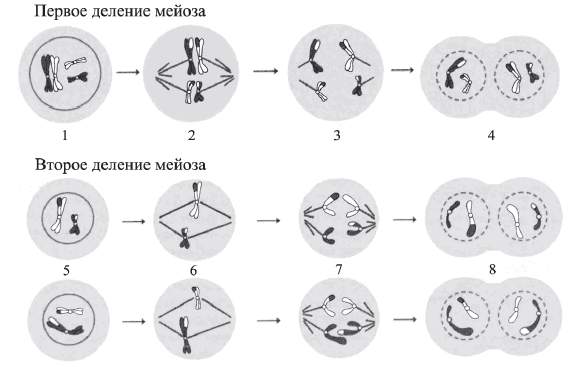 Первое деление мейоза
1 2 3 4
Второе деление мейоза
5 6 7 8